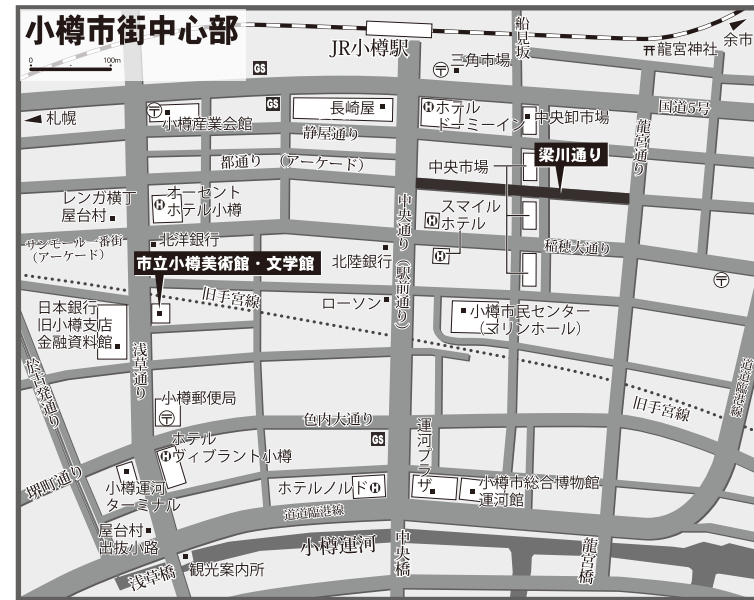 小樽市街中心部
0 100m
JR小樽駅
船見坂
龍宮神社
余市
三角市場
GS
GS
札幌
小樽産業会館
長崎屋
ホテル
ドーミーイン
中央卸市場
国道5号
静屋通り
龍宮通り
都通り (アーケード)
中央市場
梁川通り
レンガ横丁
屋台村
オーセント
ホテル小樽
中央通り(駅前通り)
スマイル
ホテル
サンモール一番街
(アーケード)
北洋銀行
市立小樽美術館・文学館
北陸銀行
稲穂大通り
旧手宮線
ローソン
日本銀行
旧小樽支店
金融資料館
小樽市民センター
(マリンホール)
浅草通り
於古発通り
道道臨港線
小樽郵便局
色内大通り
旧手宮線
GS
運河プラザ
ホテル
ヴィブラント小樽
堺町通り
小樽運河
ターミナル
ホテルノルド
小樽市総合博物館
運河館
道道臨港線
屋台村
出抜小路
小樽運河
中央橋
龍宮橋
浅草橋
観光案内所